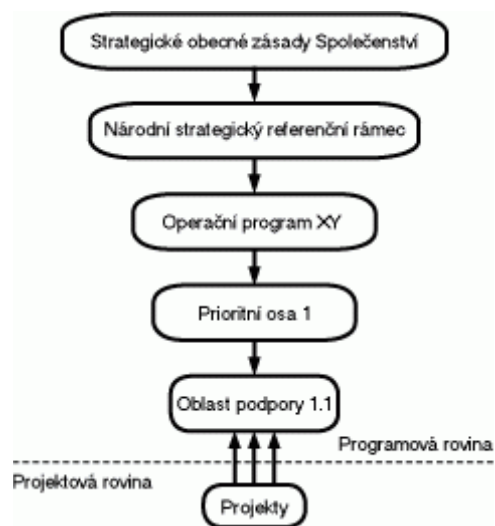 Strategické obecné zásady Společenství
Národní strategický referenční rámec
Operační program XY
Prioritní osa 1
Oblast podpory 1.1
Programová rovina
Projektová rovina
Projekty